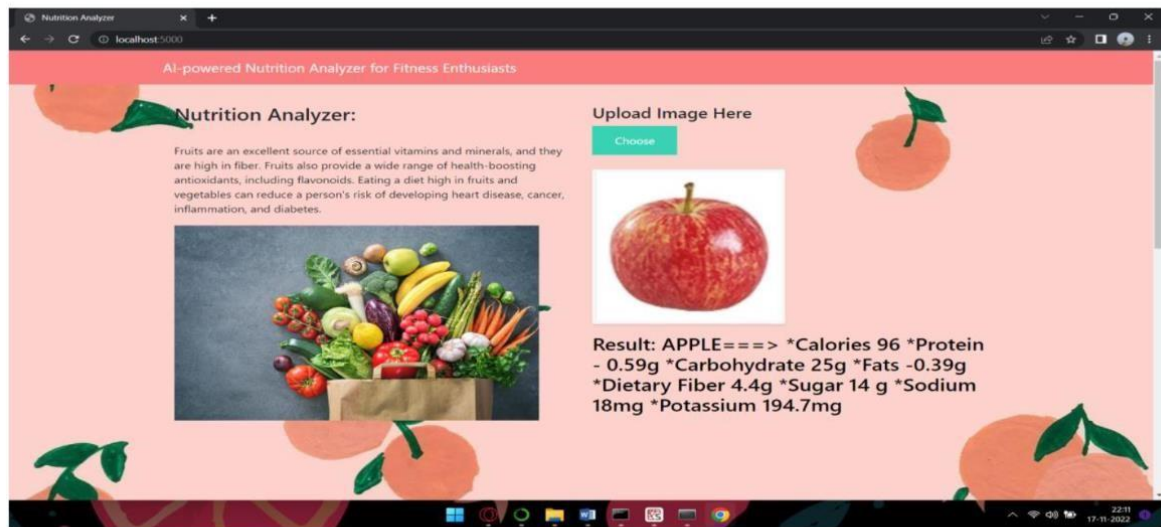 Nutrition Analyzer
localhost:5000
AI-powered Nutrition Analyzer for Fitness Enthusiasts
Nutrition Analyzer:
Fruits are an excellent source of essential vitamins and minerals, and they
are high in fiber. Fruits also provide a wide range of health-boosting
antioxidants, including flavonoids. Eating a diet high in fruits and
vegetables can reduce a person's risk of developing heart disease, cancer,
inflammation, and diabetes.
Upload Image Here
Choose
Result: APPLE===> *Calories 96 *Protein
- 0.59g *Carbohydrate 25g *Fats -0.39g
*Dietary Fiber 4.4g *Sugar 14 g *Sodium
18mg *Potassium 194.7mg
22:11
17-11-2022